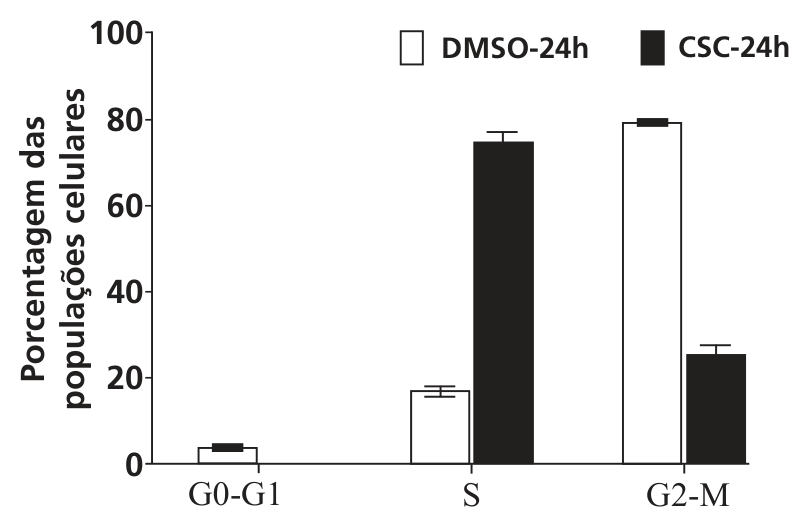 Porcentagem das
populações celulares
100
80
60
40
20
0
DMSO-24h
CSC-24h
G0-G1
S
G2-M